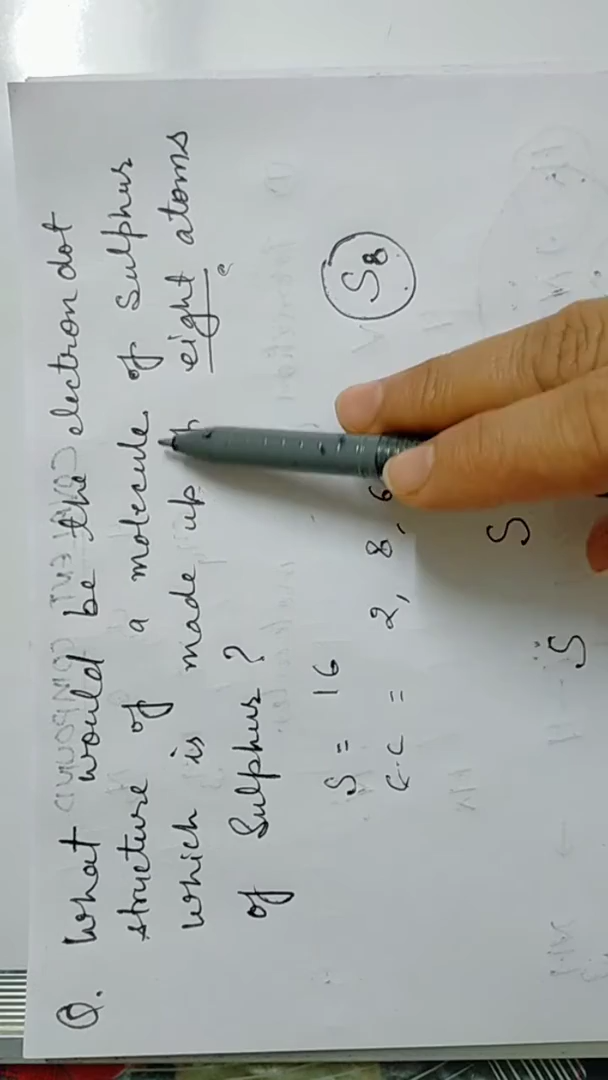 Q. What would be the electron dot
structure of a molecule of Sulphur
which is made up eight atoms
of Sulphur?
S = 16
E.C = 2, 8, 6
S8
S
S